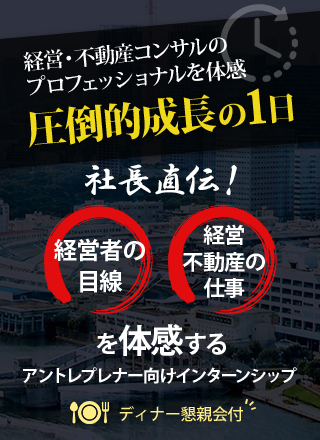 経営・不動産コンサルの
プロフェッショナルを体感
圧倒的成長の1日
社長直伝！
経営者の
目線
経営
不動産の
仕事
を体感する
アントレプレナー向けインターンシップ
ディナー懇親会付